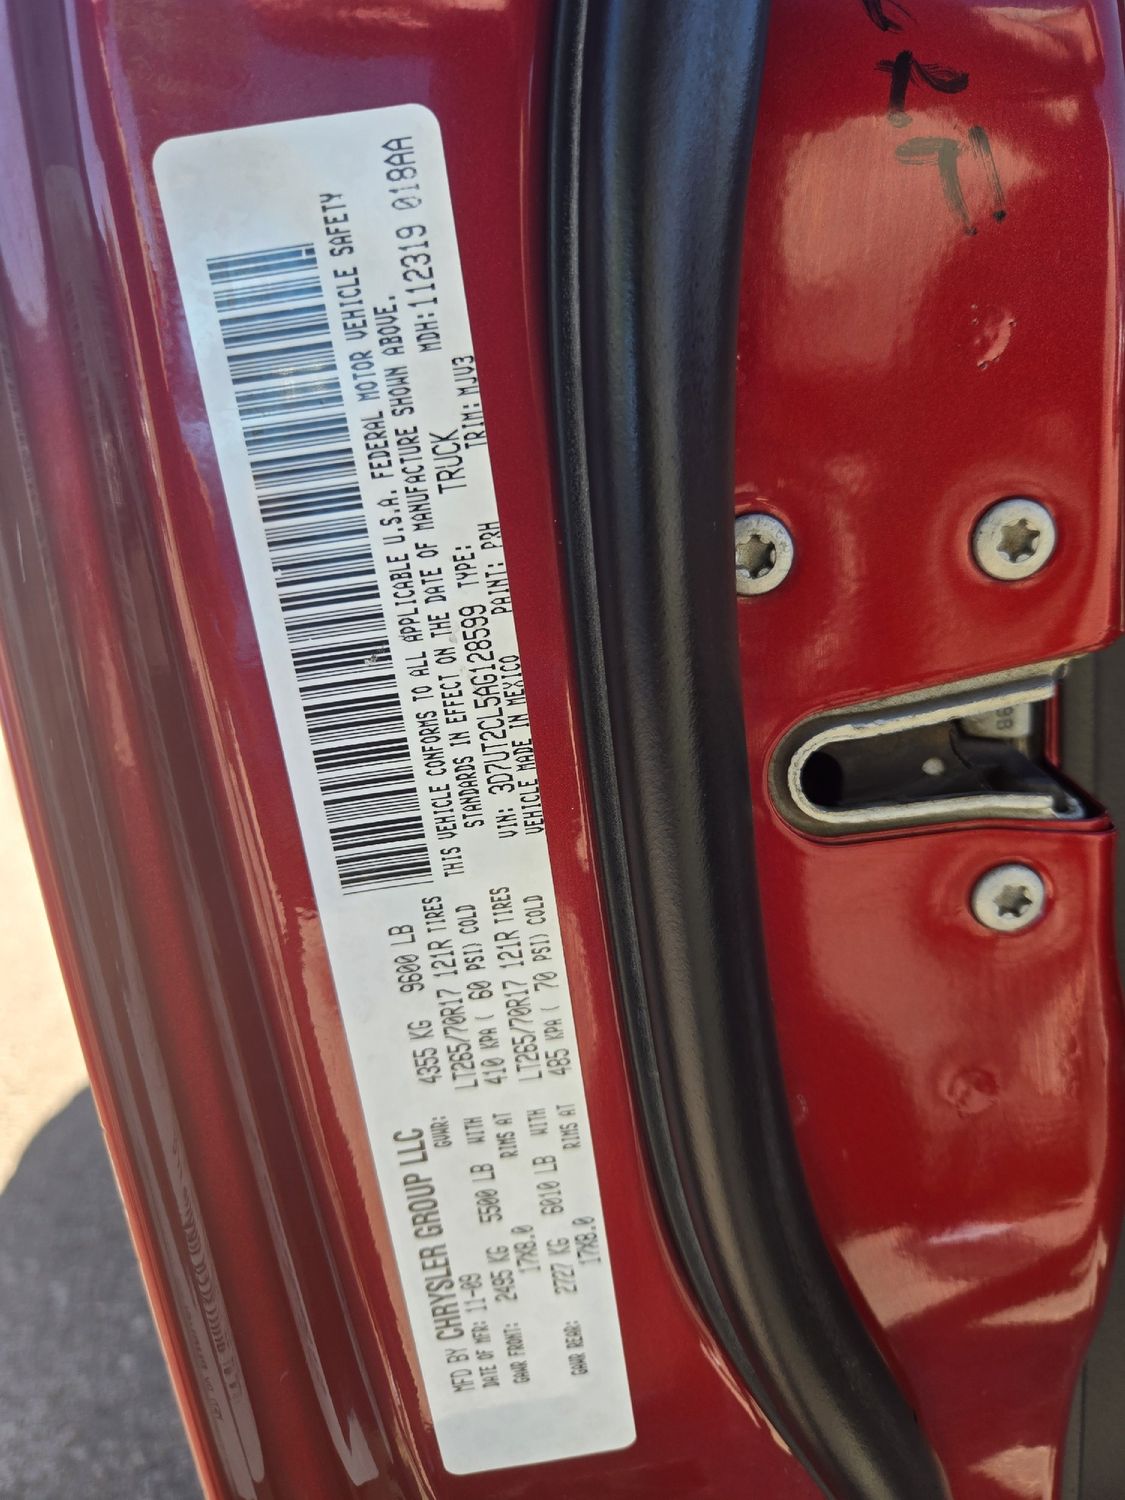 MFD BY CHRYSLER GROUP LLC
DATE OF MFR: 11-09 GVWR: 4355 KG 9600 LB
GAWR FRONT: 2495 KG 5500 LB WITH LT265/70R17 121R TIRES
17X8.0 RIMS AT 410 KPA ( 60 PSI) COLD
GAWR REAR: 2727 KG 6010 LB WITH LT265/70R17 121R TIRES
17X8.0 RIMS AT 485 KPA ( 70 PSI) COLD
THIS VEHICLE CONFORMS TO ALL APPLICABLE U.S.A. FEDERAL MOTOR VEHICLE SAFETY
STANDARDS IN EFFECT ON THE DATE OF MANUFACTURE SHOWN ABOVE.
VIN: 3D7UT2CL5AG128599 TYPE: TRUCK MDH:112319 018AA
VEHICLE MADE IN MEXICO PAINT: PRH TRIM: MJV3